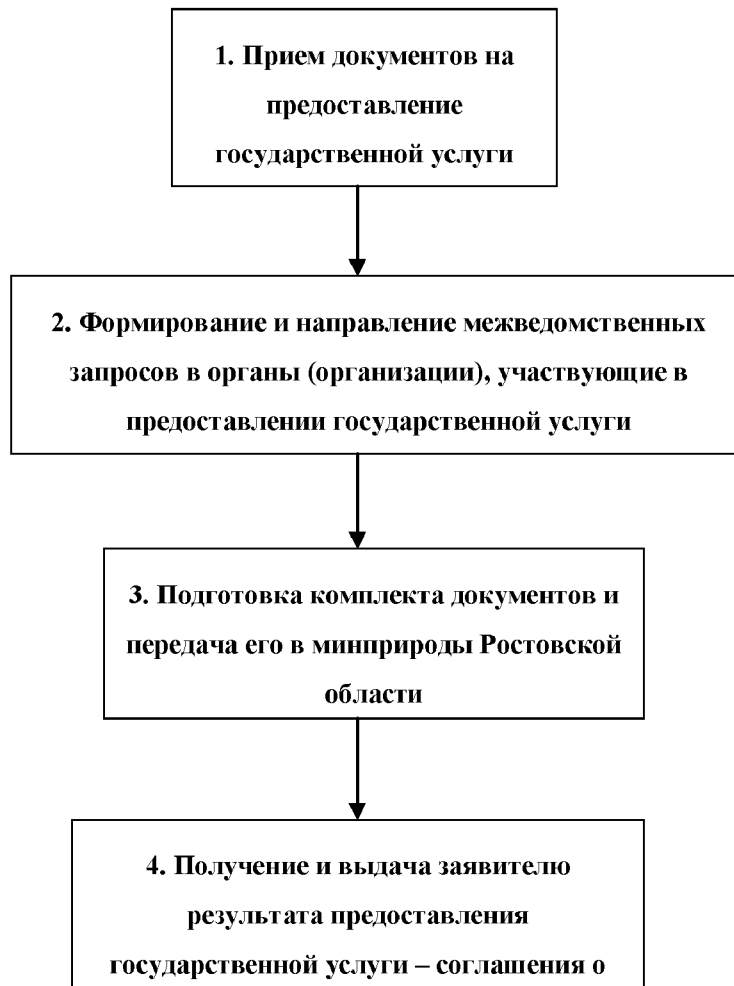 1. Прием документов на
предоставление
государственной услуги
2. Формирование и направление межведомственных
запросов в органы (организации), участвующие в
предоставлении государственной услуги
3. Подготовка комплекта документов и
передача его в минприроды Ростовской
области
4. Получение и выдача заявителю
результата предоставления
государственной услуги – соглашения о